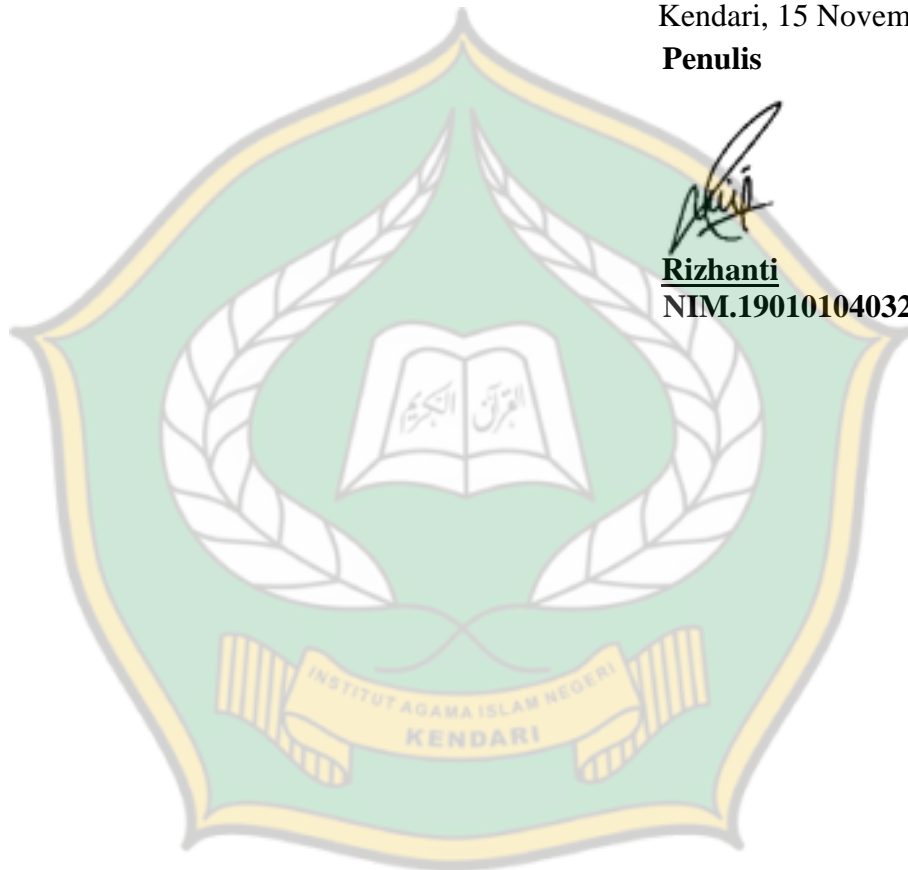 Kendari, 15 Novem
Penulis
Rizhanti
NIM.19010104032
القرآن الكريم
INSTITUT AGAMA ISLAM NEGERI
KENDARI